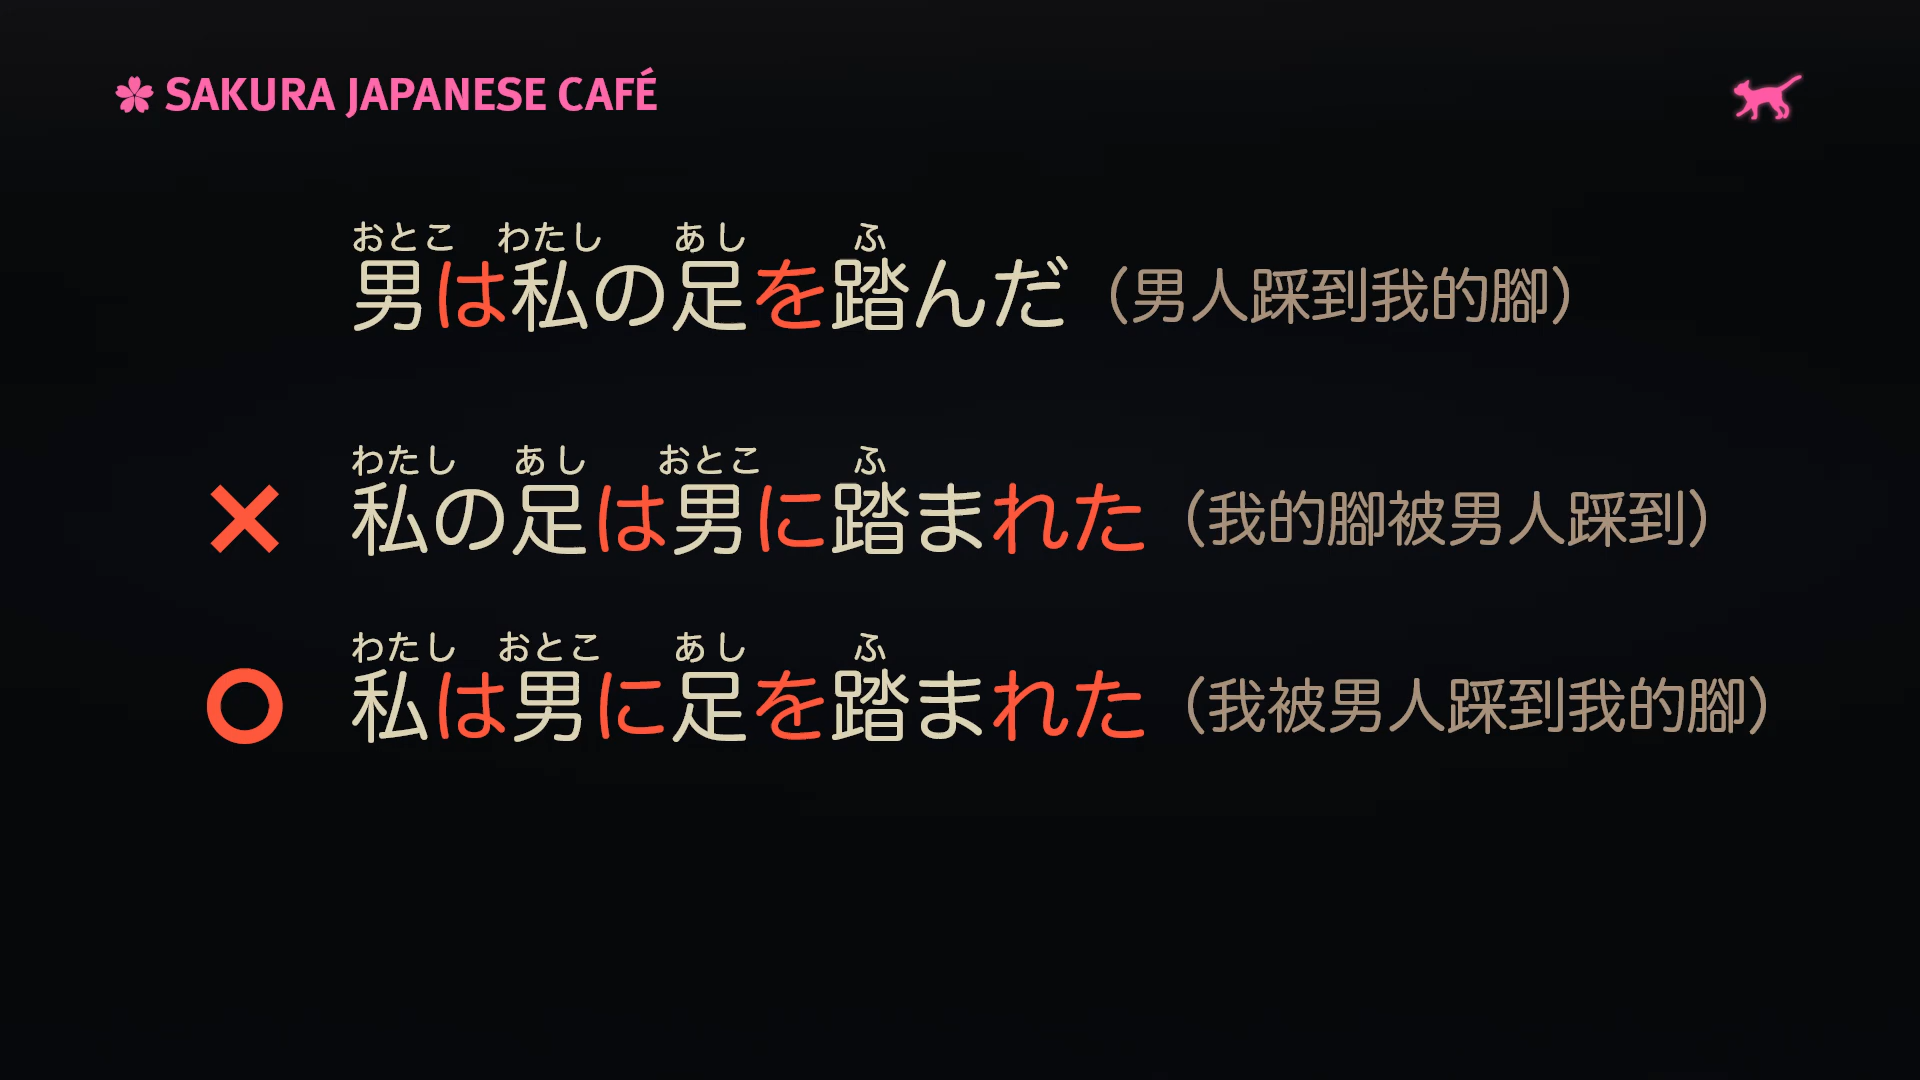 SAKURA JAPANESE CAFÉ
おとこ わたし あし ふ
男は私の足を踏んだ（男人踩到我的腳）
わたし あし おとこ ふ
✕ 私の足は男に踏まれた（我的腳被男人踩到）
わたし おとこ あし ふ
○ 私は男に足を踏まれた（我被男人踩到我的腳）